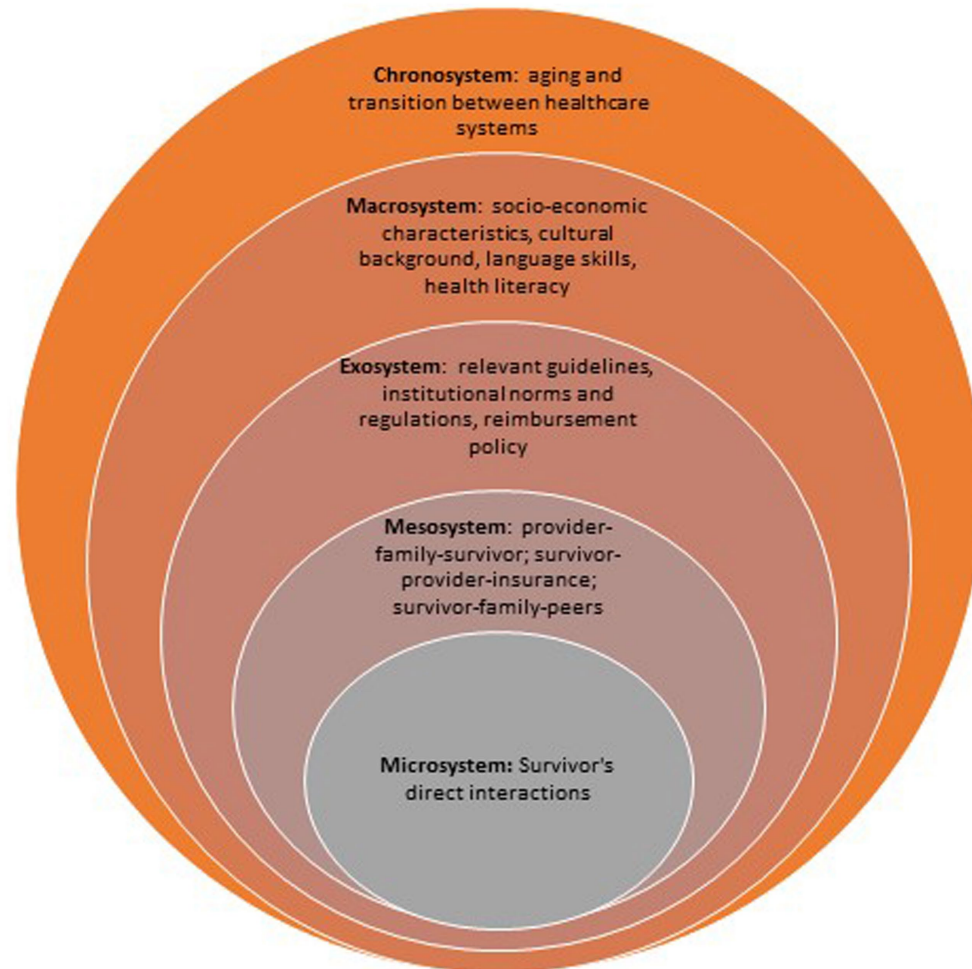 Chronosystem: aging and
transition between healthcare
systems
Macrosystem: socio-economic
characteristics, cultural
background, language skills,
health literacy
Exosystem: relevant guidelines,
institutional norms and
regulations, reimbursement
policy
Mesosystem: provider-
family-survivor; survivor-
provider-insurance;
survivor-family-peers
Microsystem: Survivor's
direct interactions